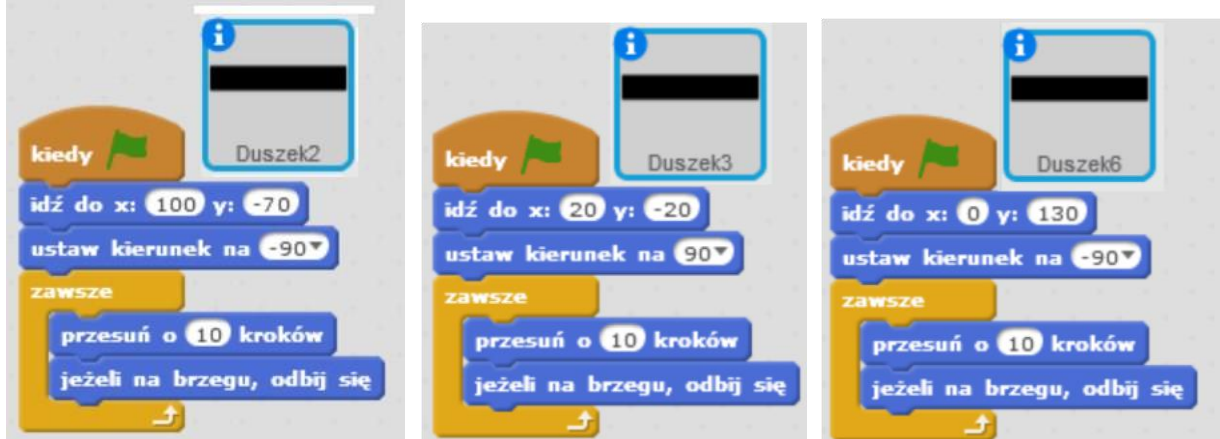 Duszek2
kiedy
idź do x: 100 y: -70
ustaw kierunek na -90
zawsze
przesuń o 10 kroków
jeżeli na brzegu, odbij się
Duszek3
kiedy
idź do x: 20 y: -20
ustaw kierunek na 90
zawsze
przesuń o 10 kroków
jeżeli na brzegu, odbij się
Duszek6
kiedy
idź do x: 0 y: 130
ustaw kierunek na -90
zawsze
przesuń o 10 kroków
jeżeli na brzegu, odbij się